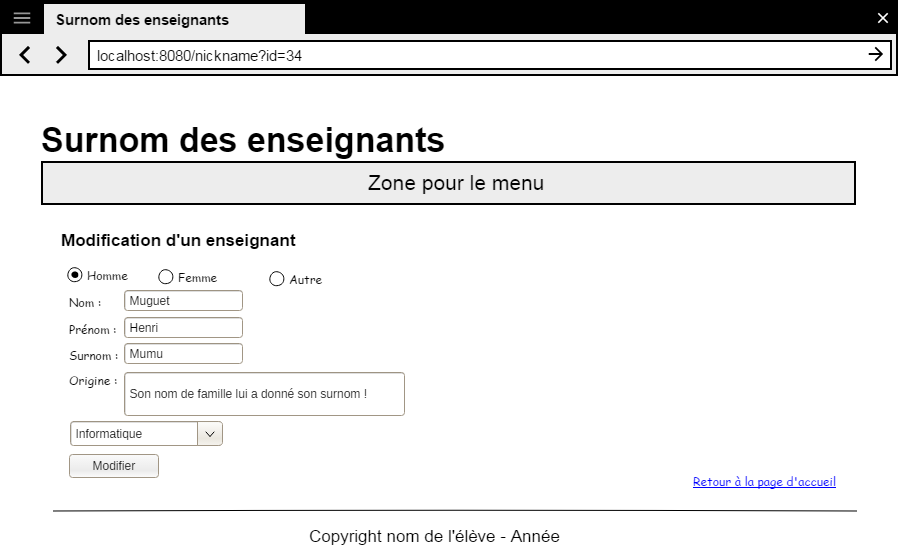 Surnom des enseignants
localhost:8080/nickname?id=34
Surnom des enseignants
Zone pour le menu
Modification d'un enseignant
Homme Femme Autre
Nom : Muguet
Prénom : Henri
Surnom : Mumu
Origine : Son nom de famille lui a donné son surnom !
Informatique
Modifier
Retour à la page d'accueil
Copyright nom de l'élève - Année